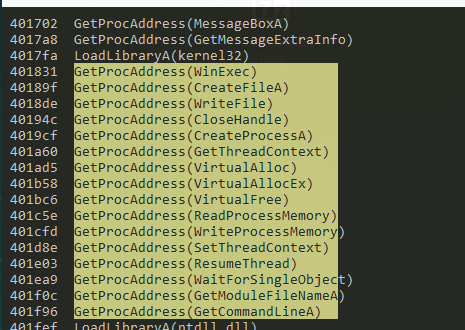 401702 GetProcAddress(MessageBoxA)
4017a8 GetProcAddress(GetMessageExtraInfo)
4017fa LoadLibraryA(kernel32)
401831 GetProcAddress(WinExec)
40189f GetProcAddress(CreateFileA)
4018de GetProcAddress(WriteFile)
40194c GetProcAddress(CloseHandle)
4019cf GetProcAddress(CreateProcessA)
401a60 GetProcAddress(GetThreadContext)
401ad5 GetProcAddress(VirtualAlloc)
401b58 GetProcAddress(VirtualAllocEx)
401bc6 GetProcAddress(VirtualFree)
401c5e GetProcAddress(ReadProcessMemory)
401cfd GetProcAddress(WriteProcessMemory)
401d8e GetProcAddress(SetThreadContext)
401e03 GetProcAddress(ResumeThread)
401ea9 GetProcAddress(WaitForSingleObject)
401f0c GetProcAddress(GetModuleFileNameA)
401f96 GetProcAddress(GetCommandLineA)
401fef LoadLibraryA(ntdll.dll)